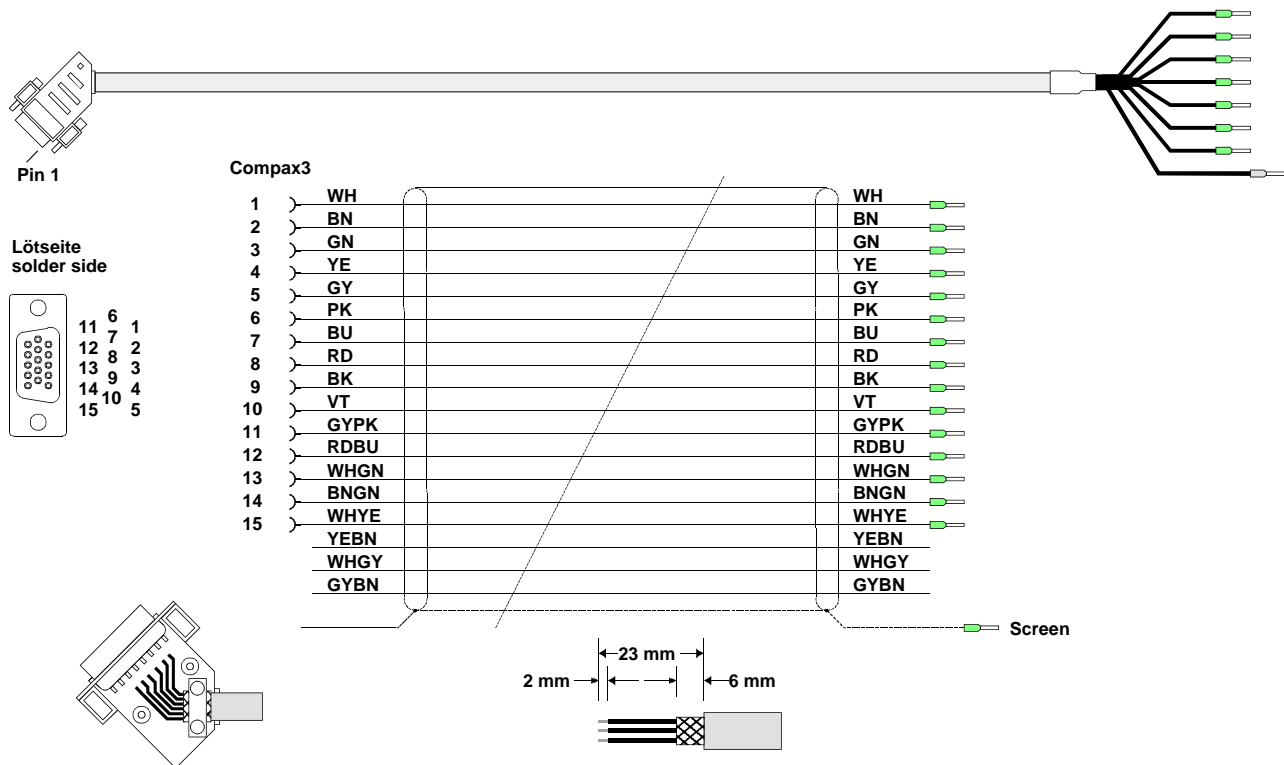 Pin 1
Compax3
Lötseite
solder side
6
11 1
7
12 2
8
13 3
9
14 4
10
15 5
1 WH WH
2 BN BN
3 GN GN
4 YE YE
5 GY GY
6 PK PK
7 BU BU
8 RD RD
9 BK BK
10 VT VT
11 GYPK GYPK
12 RDBU RDBU
13 WHGN WHGN
14 BNGN BNGN
15 WHYE WHYE
YEBN YEBN
WHGY WHGY
GYBN GYBN
Screen
23 mm
2 mm 6 mm